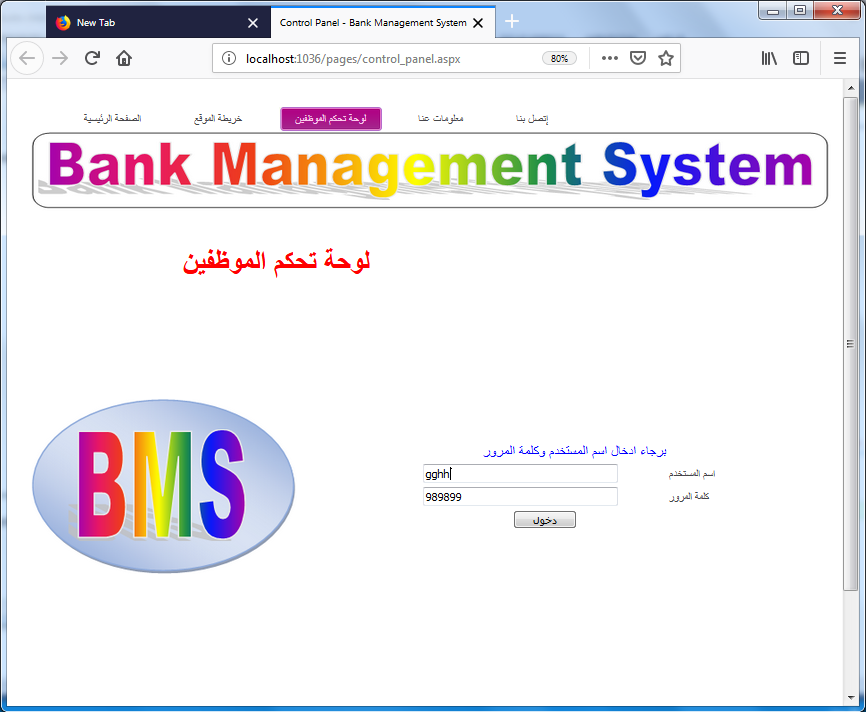 New Tab
Control Panel - Bank Management System
localhost:1036/pages/control_panel.aspx
80%
الصفحة الرئيسية
خريطة الموقع
لوحة تحكم الموظفين
معلومات عنا
إتصل بنا
Bank Management System
لوحة تحكم الموظفين
BMS
برجاء ادخال اسم المستخدم وكلمة المرور
اسم المستخدم
gghh
كلمة المرور
989899
دخول